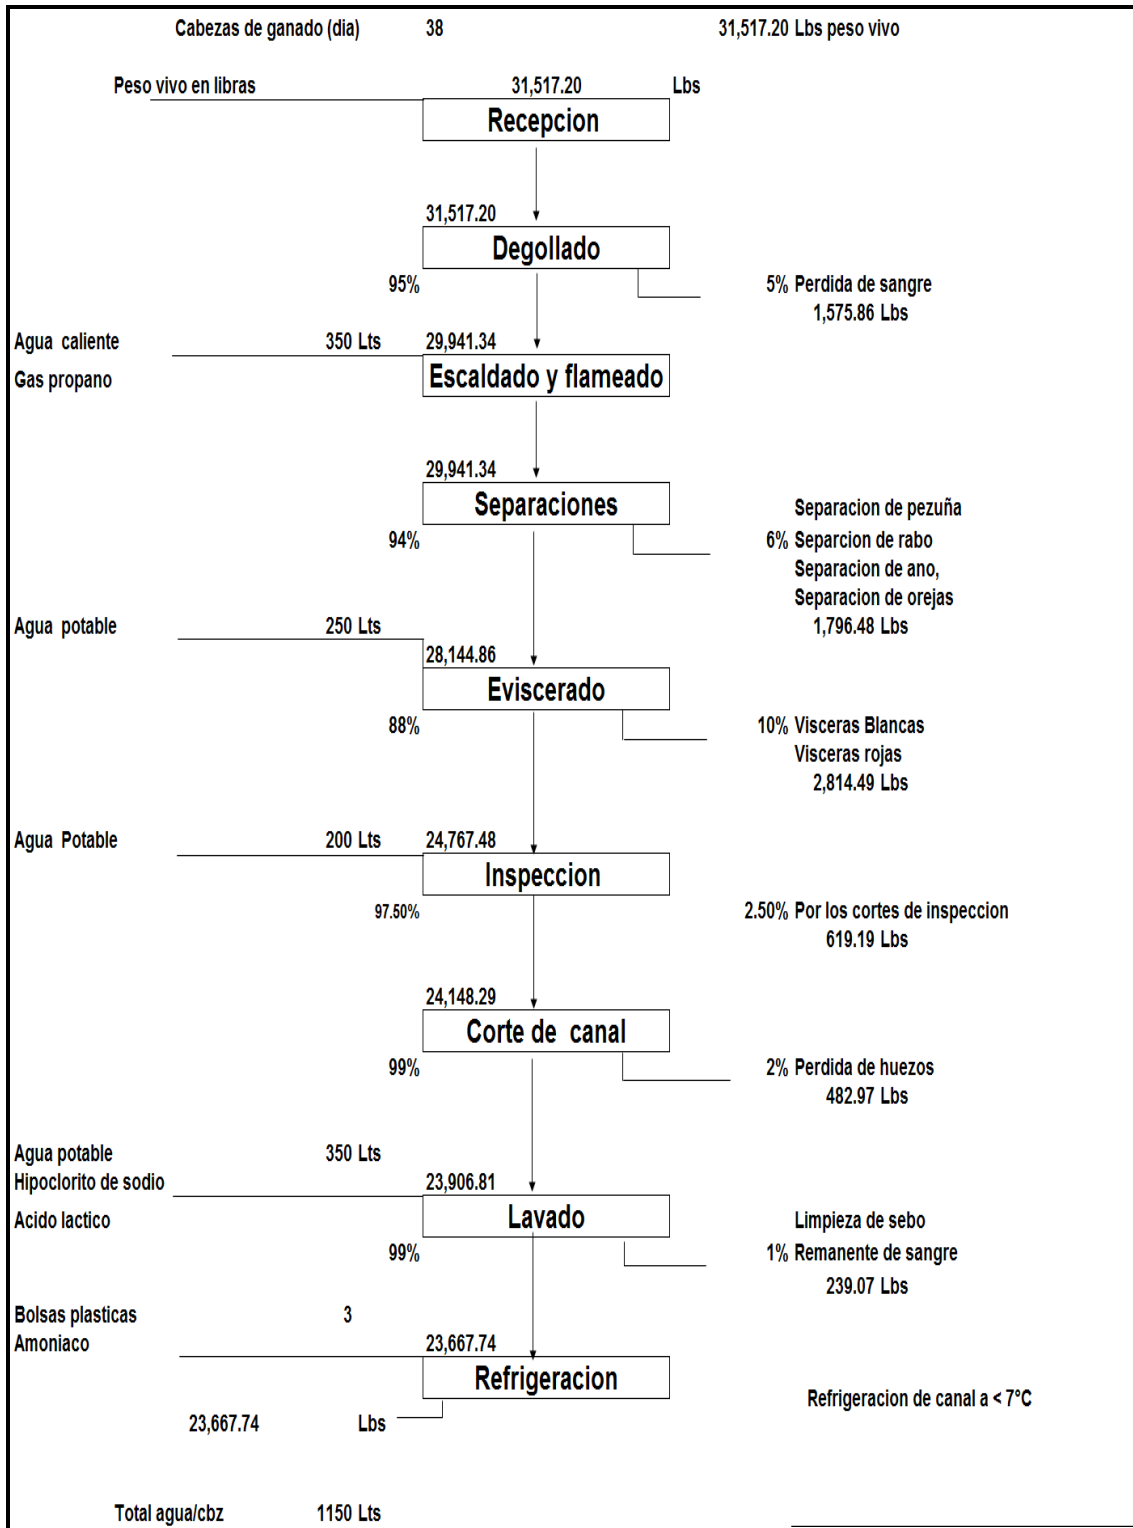 Cabezas de ganado (dia) 38 31,517.20 Lbs peso vivo
Peso vivo en libras 31,517.20 Lbs
Recepcion
31,517.20
Degollado
95% 5% Perdida de sangre
1,575.86 Lbs
Agua caliente 350 Lts 29,941.34
Gas propano Escaldado y flameado
29,941.34
Separaciones Separacion de pezuña
94% 6% Separcion de rabo
Separacion de ano,
Separacion de orejas
Agua potable 250 Lts 1,796.48 Lbs
28,144.86
Eviscerado
88% 10% Visceras Blancas
Visceras rojas
2,814.49 Lbs
Agua Potable 200 Lts 24,767.48
Inspeccion
97.50% 2.50% Por los cortes de inspeccion
619.19 Lbs
24,148.29
Corte de canal
99% 2% Perdida de huezos
482.97 Lbs
Agua potable 350 Lts
Hipoclorito de sodio 23,906.81
Acido lactico Lavado Limpieza de sebo
99% 1% Remanente de sangre
239.07 Lbs
Bolsas plasticas 3
Amoniaco 23,667.74
Refrigeracion
Refrigeracion de canal a < 7°C
23,667.74 Lbs
Total agua/cbz 1150 Lts